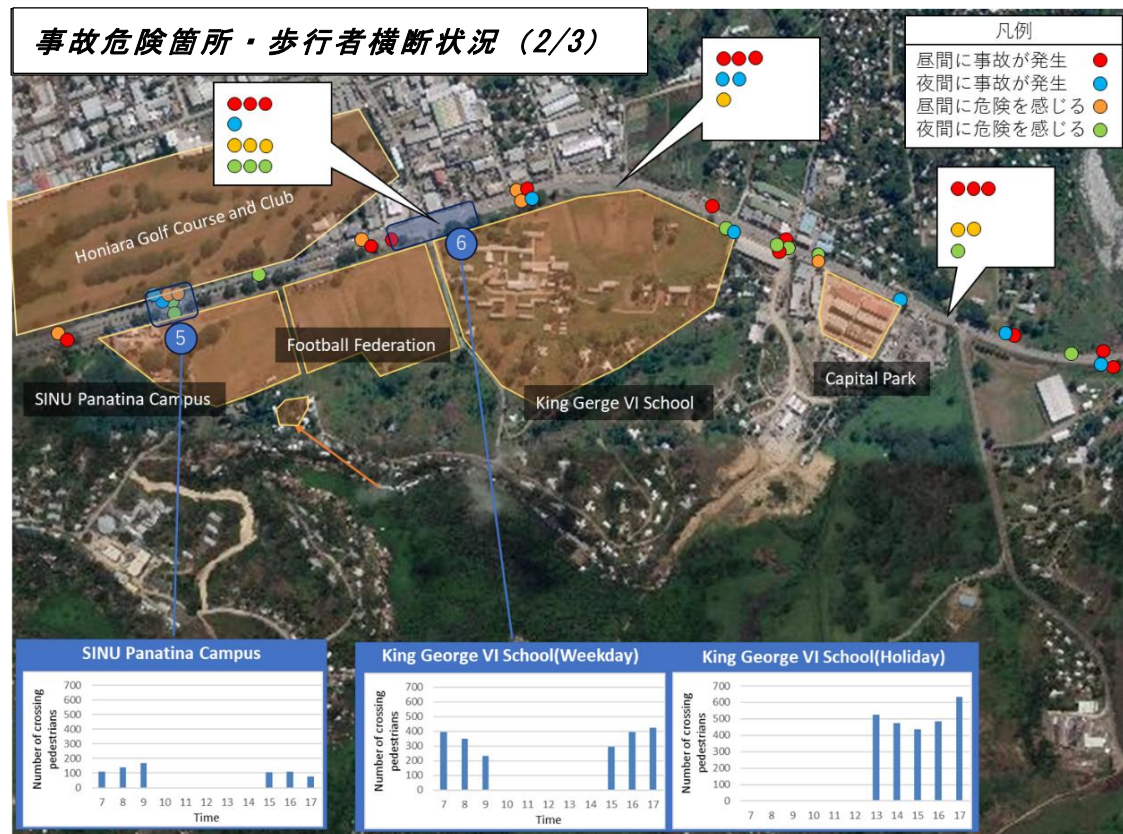 事故危険箇所・歩行者横断状況 (2/3)
凡例
昼間に事故が発生
夜間に事故が発生
昼間に危険を感じる
夜間に危険を感じる
Honiara Golf Course and Club
6
5
Football Federation
SINU Panatina Campus
King Gerge VI School
Capital Park
SINU Panatina Campus
Number of crossing
pedestrians
700
600
500
400
300
200
100
0
7 8 9 10 11 12 13 14 15 16 17
Time
King George VI School(Weekday)
Number of crossing
pedestrians
700
600
500
400
300
200
100
0
7 8 9 10 11 12 13 14 15 16 17
Time
King George VI School(Holiday)
Number of crossing
pedestrians
700
600
500
400
300
200
100
0
7 8 9 10 11 12 13 14 15 16 17